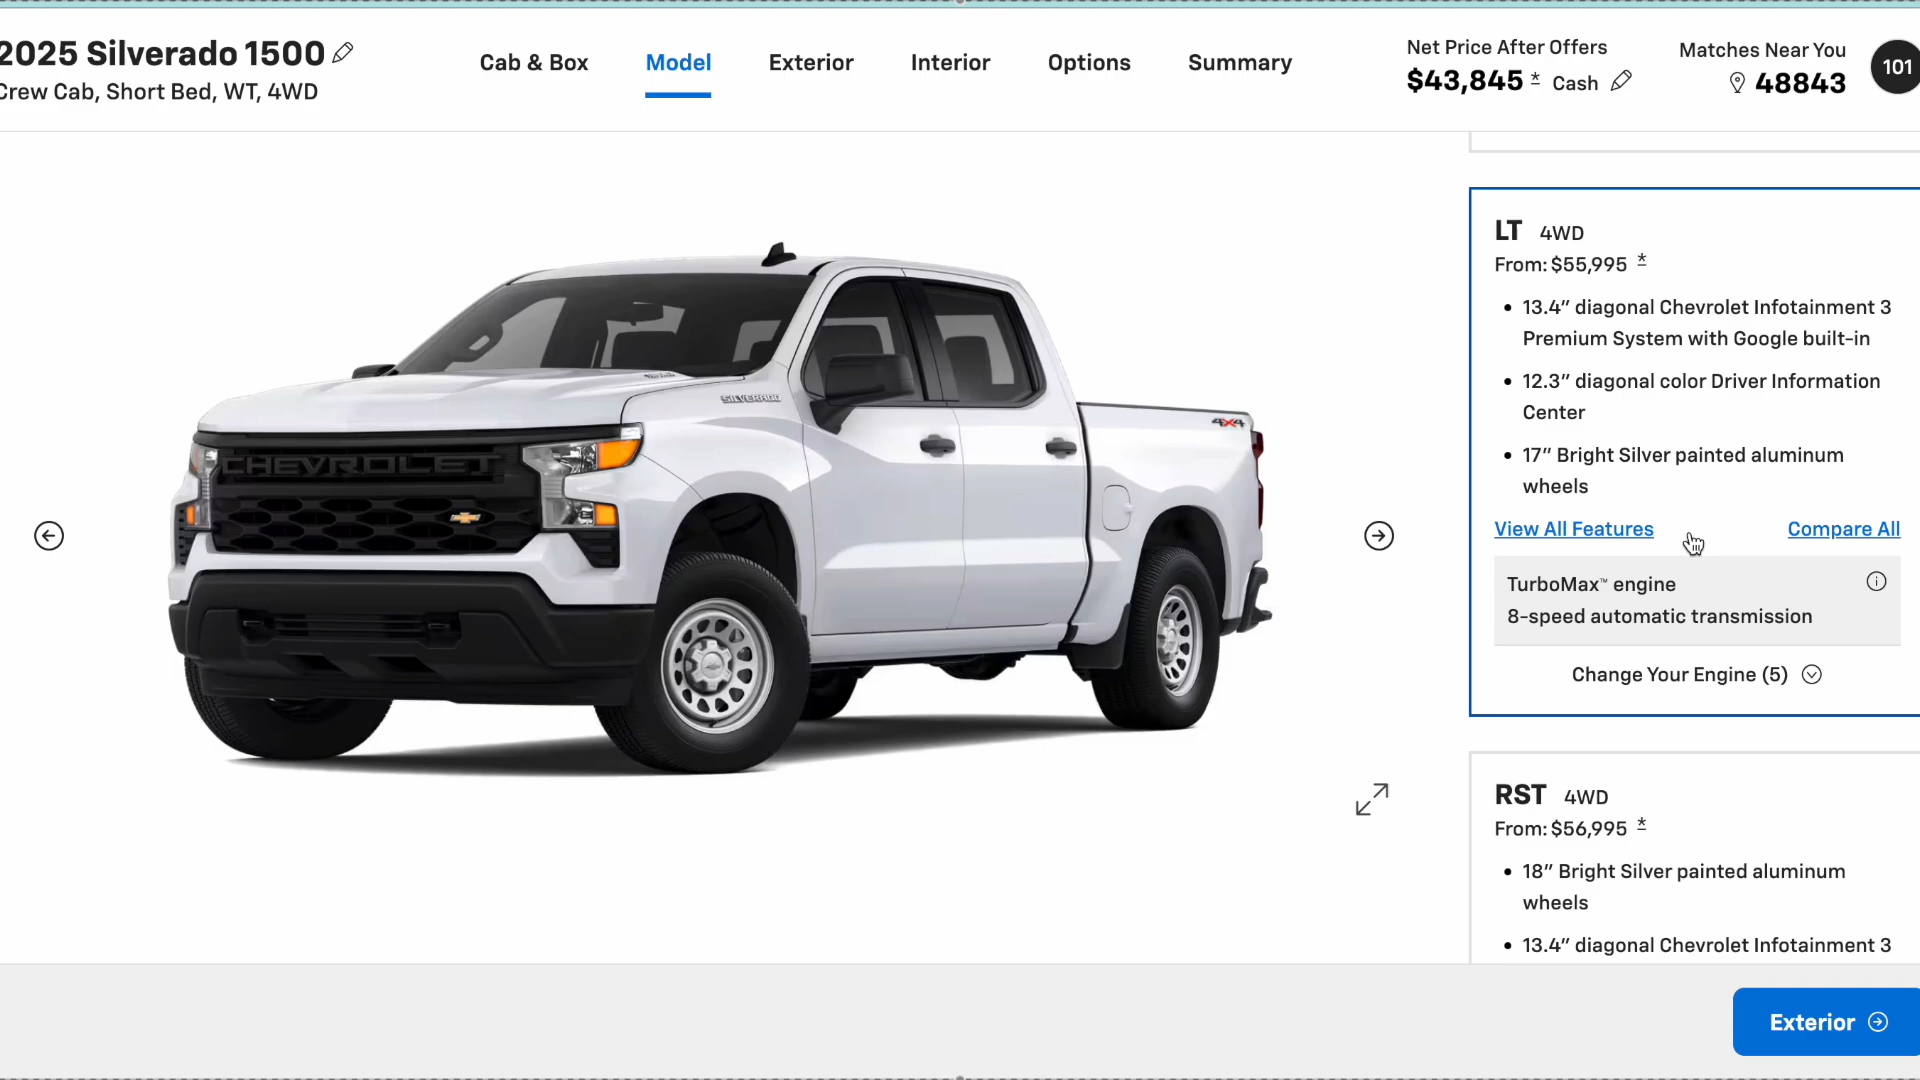 2025 Silverado 1500
Crew Cab, Short Bed, WT, 4WD
Cab & Box
Model
Exterior
Interior
Options
Summary
Net Price After Offers
$43,845 * Cash
Matches Near You
48843
101
LT 4WD
From: $55,995 *
• 13.4” diagonal Chevrolet Infotainment 3
Premium System with Google built-in
• 12.3” diagonal color Driver Information
Center
• 17” Bright Silver painted aluminum
wheels
View All Features
Compare All
TurboMax™ engine
8-speed automatic transmission
Change Your Engine (5)
RST 4WD
From: $56,995 *
• 18” Bright Silver painted aluminum
wheels
• 13.4” diagonal Chevrolet Infotainment 3
Exterior
SILVERADO
4X4
CHEVROLET